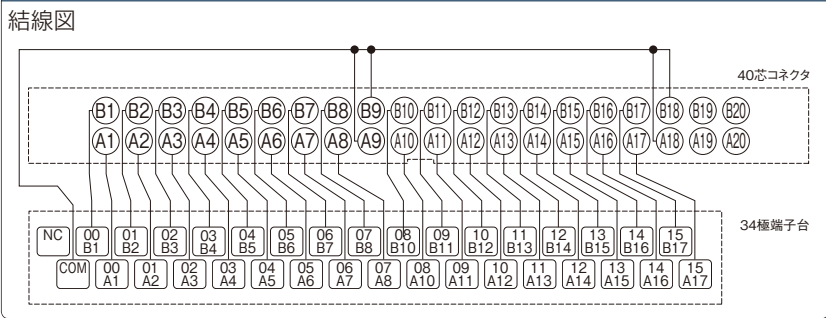 結線図
40芯コネクタ
B1 B2 B3 B4 B5 B6 B7 B8 B9 B10 B11 B12 B13 B14 B15 B16 B17 B18 B19 B20
A1 A2 A3 A4 A5 A6 A7 A8 A9 A10 A11 A12 A13 A14 A15 A16 A17 A18 A19 A20
34極端子台
NC 00 01 02 03 04 05 06 07 08 09 10 11 12 13 14 15
B1 B2 B3 B4 B5 B6 B7 B8 B10 B11 B12 B13 B14 B15 B16 B17
COM 00 01 02 03 04 05 06 07 08 09 10 11 12 13 14 15
A1 A2 A3 A4 A5 A6 A7 A8 A10 A11 A12 A13 A14 A15 A16 A17